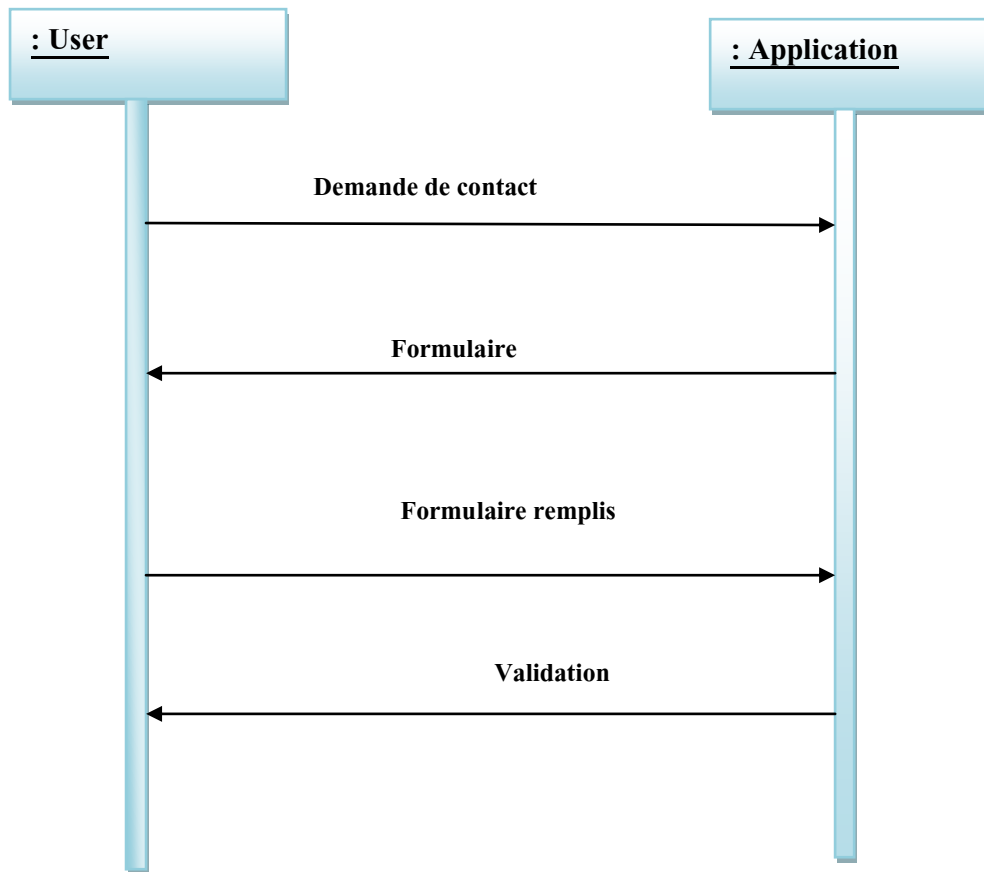 : User
: Application
Demande de contact
Formulaire
Formulaire remplis
Validation